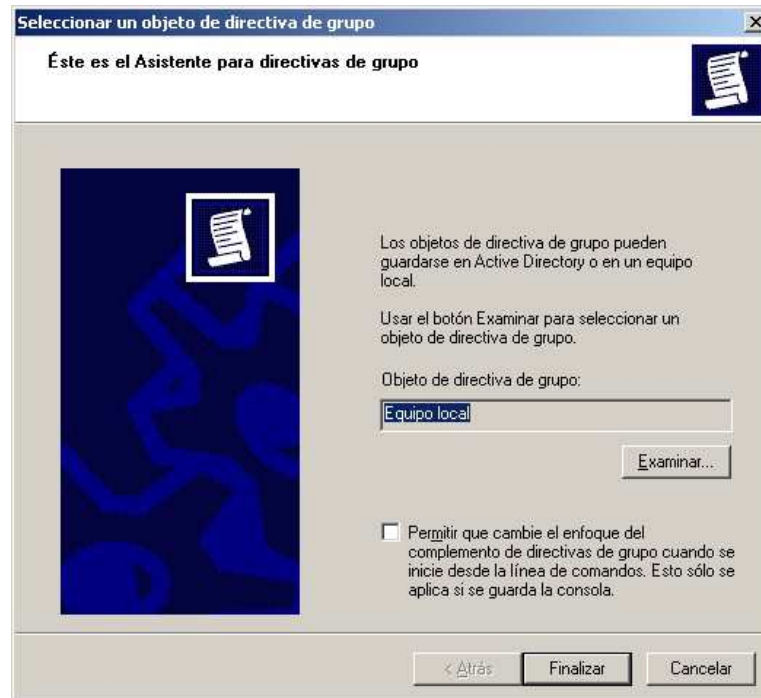 Seleccionar un objeto de directiva de grupo
Éste es el Asistente para directivas de grupo
Los objetos de directiva de grupo pueden
guardarse en Active Directory o en un equipo
local.
Usar el botón Examinar para seleccionar un
objeto de directiva de grupo.
Objeto de directiva de grupo:
Equipo local
Examinar...
Permitir que cambie el enfoque del
complemento de directivas de grupo cuando se
inicie desde la línea de comandos. Esto sólo se
aplica si se guarda la consola.
< Atrás
Finalizar
Cancelar